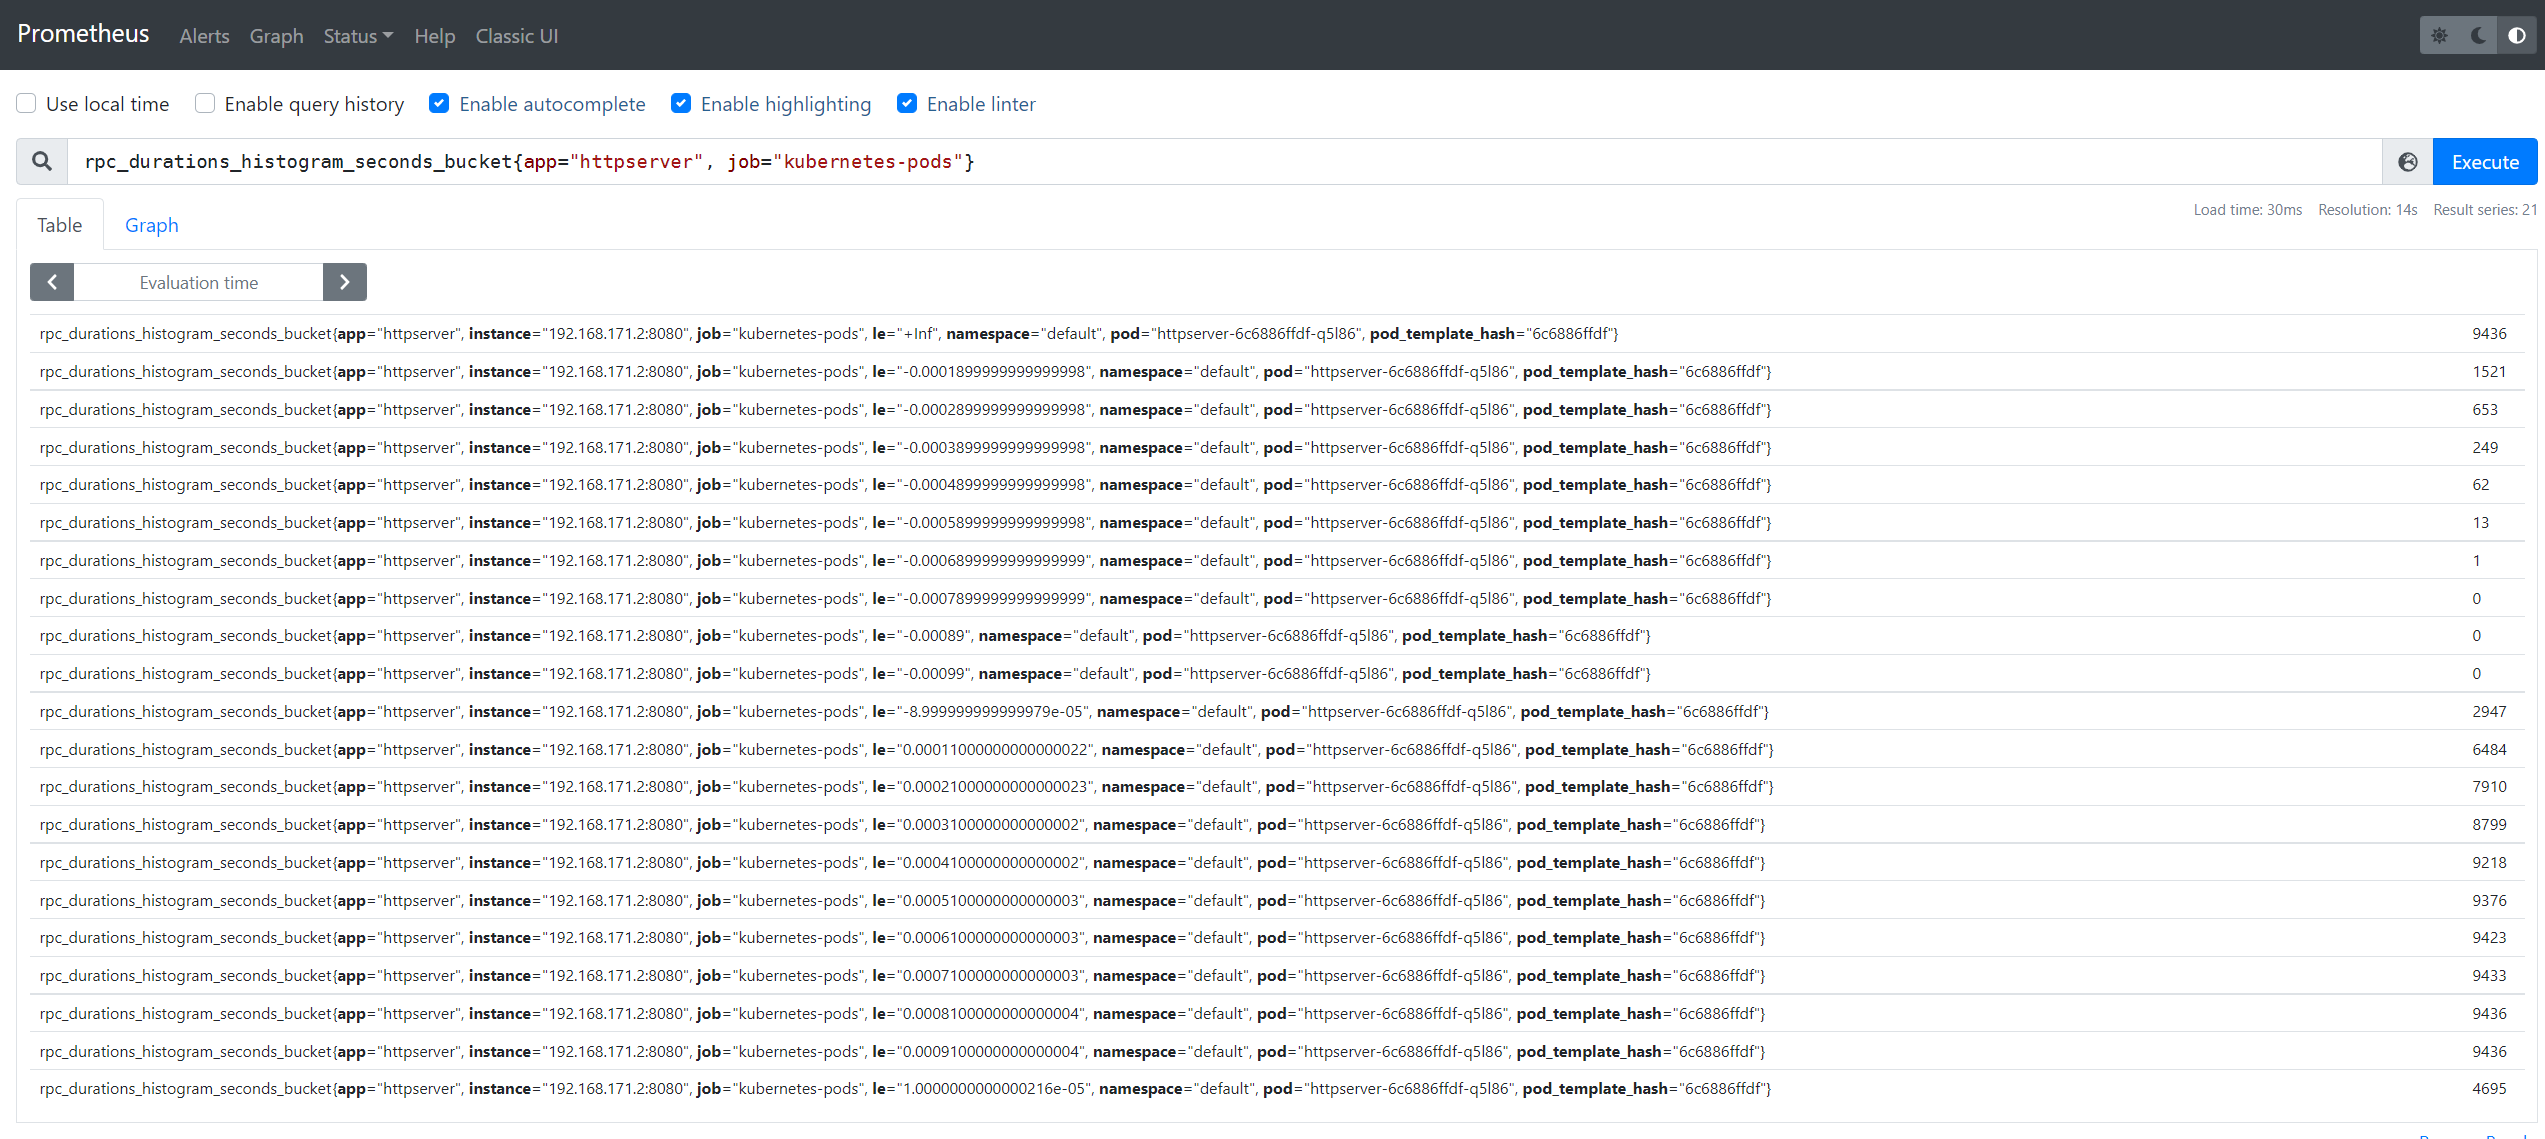 Prometheus Alerts Graph Status Help Classic UI
Use local time Enable query history Enable autocomplete Enable highlighting Enable linter
rpc_durations_histogram_seconds_bucket{app="httpserver", job="kubernetes-pods"} Execute
Table Graph Load time: 30ms Resolution: 14s Result series: 21
Evaluation time
rpc_durations_histogram_seconds_bucket{app="httpserver", instance="192.168.171.2:8080", job="kubernetes-pods", le="+Inf", namespace="default", pod="httpserver-6c6886ffdf-q5l86", pod_template_hash="6c6886ffdf"} 9436
rpc_durations_histogram_seconds_bucket{app="httpserver", instance="192.168.171.2:8080", job="kubernetes-pods", le="-0.0001899999999999998", namespace="default", pod="httpserver-6c6886ffdf-q5l86", pod_template_hash="6c6886ffdf"} 1521
rpc_durations_histogram_seconds_bucket{app="httpserver", instance="192.168.171.2:8080", job="kubernetes-pods", le="-0.0002899999999999998", namespace="default", pod="httpserver-6c6886ffdf-q5l86", pod_template_hash="6c6886ffdf"} 653
rpc_durations_histogram_seconds_bucket{app="httpserver", instance="192.168.171.2:8080", job="kubernetes-pods", le="-0.0003899999999999998", namespace="default", pod="httpserver-6c6886ffdf-q5l86", pod_template_hash="6c6886ffdf"} 249
rpc_durations_histogram_seconds_bucket{app="httpserver", instance="192.168.171.2:8080", job="kubernetes-pods", le="-0.0004899999999999998", namespace="default", pod="httpserver-6c6886ffdf-q5l86", pod_template_hash="6c6886ffdf"} 62
rpc_durations_histogram_seconds_bucket{app="httpserver", instance="192.168.171.2:8080", job="kubernetes-pods", le="-0.0005899999999999998", namespace="default", pod="httpserver-6c6886ffdf-q5l86", pod_template_hash="6c6886ffdf"} 13
rpc_durations_histogram_seconds_bucket{app="httpserver", instance="192.168.171.2:8080", job="kubernetes-pods", le="-0.0006899999999999999", namespace="default", pod="httpserver-6c6886ffdf-q5l86", pod_template_hash="6c6886ffdf"} 1
rpc_durations_histogram_seconds_bucket{app="httpserver", instance="192.168.171.2:8080", job="kubernetes-pods", le="-0.0007899999999999999", namespace="default", pod="httpserver-6c6886ffdf-q5l86", pod_template_hash="6c6886ffdf"} 0
rpc_durations_histogram_seconds_bucket{app="httpserver", instance="192.168.171.2:8080", job="kubernetes-pods", le="-0.00089", namespace="default", pod="httpserver-6c6886ffdf-q5l86", pod_template_hash="6c6886ffdf"} 0
rpc_durations_histogram_seconds_bucket{app="httpserver", instance="192.168.171.2:8080", job="kubernetes-pods", le="-0.00099", namespace="default", pod="httpserver-6c6886ffdf-q5l86", pod_template_hash="6c6886ffdf"} 0
rpc_durations_histogram_seconds_bucket{app="httpserver", instance="192.168.171.2:8080", job="kubernetes-pods", le="-8.999999999999979e-05", namespace="default", pod="httpserver-6c6886ffdf-q5l86", pod_template_hash="6c6886ffdf"} 2947
rpc_durations_histogram_seconds_bucket{app="httpserver", instance="192.168.171.2:8080", job="kubernetes-pods", le="0.00011000000000000022", namespace="default", pod="httpserver-6c6886ffdf-q5l86", pod_template_hash="6c6886ffdf"} 6484
rpc_durations_histogram_seconds_bucket{app="httpserver", instance="192.168.171.2:8080", job="kubernetes-pods", le="0.00021000000000000023", namespace="default", pod="httpserver-6c6886ffdf-q5l86", pod_template_hash="6c6886ffdf"} 7910
rpc_durations_histogram_seconds_bucket{app="httpserver", instance="192.168.171.2:8080", job="kubernetes-pods", le="0.0003100000000000002", namespace="default", pod="httpserver-6c6886ffdf-q5l86", pod_template_hash="6c6886ffdf"} 8799
rpc_durations_histogram_seconds_bucket{app="httpserver", instance="192.168.171.2:8080", job="kubernetes-pods", le="0.0004100000000000002", namespace="default", pod="httpserver-6c6886ffdf-q5l86", pod_template_hash="6c6886ffdf"} 9218
rpc_durations_histogram_seconds_bucket{app="httpserver", instance="192.168.171.2:8080", job="kubernetes-pods", le="0.0005100000000000003", namespace="default", pod="httpserver-6c6886ffdf-q5l86", pod_template_hash="6c6886ffdf"} 9376
rpc_durations_histogram_seconds_bucket{app="httpserver", instance="192.168.171.2:8080", job="kubernetes-pods", le="0.0006100000000000003", namespace="default", pod="httpserver-6c6886ffdf-q5l86", pod_template_hash="6c6886ffdf"} 9423
rpc_durations_histogram_seconds_bucket{app="httpserver", instance="192.168.171.2:8080", job="kubernetes-pods", le="0.0007100000000000003", namespace="default", pod="httpserver-6c6886ffdf-q5l86", pod_template_hash="6c6886ffdf"} 9433
rpc_durations_histogram_seconds_bucket{app="httpserver", instance="192.168.171.2:8080", job="kubernetes-pods", le="0.0008100000000000004", namespace="default", pod="httpserver-6c6886ffdf-q5l86", pod_template_hash="6c6886ffdf"} 9436
rpc_durations_histogram_seconds_bucket{app="httpserver", instance="192.168.171.2:8080", job="kubernetes-pods", le="0.0009100000000000004", namespace="default", pod="httpserver-6c6886ffdf-q5l86", pod_template_hash="6c6886ffdf"} 9436
rpc_durations_histogram_seconds_bucket{app="httpserver", instance="192.168.171.2:8080", job="kubernetes-pods", le="1.0000000000000216e-05", namespace="default", pod="httpserver-6c6886ffdf-q5l86", pod_template_hash="6c6886ffdf"} 4695